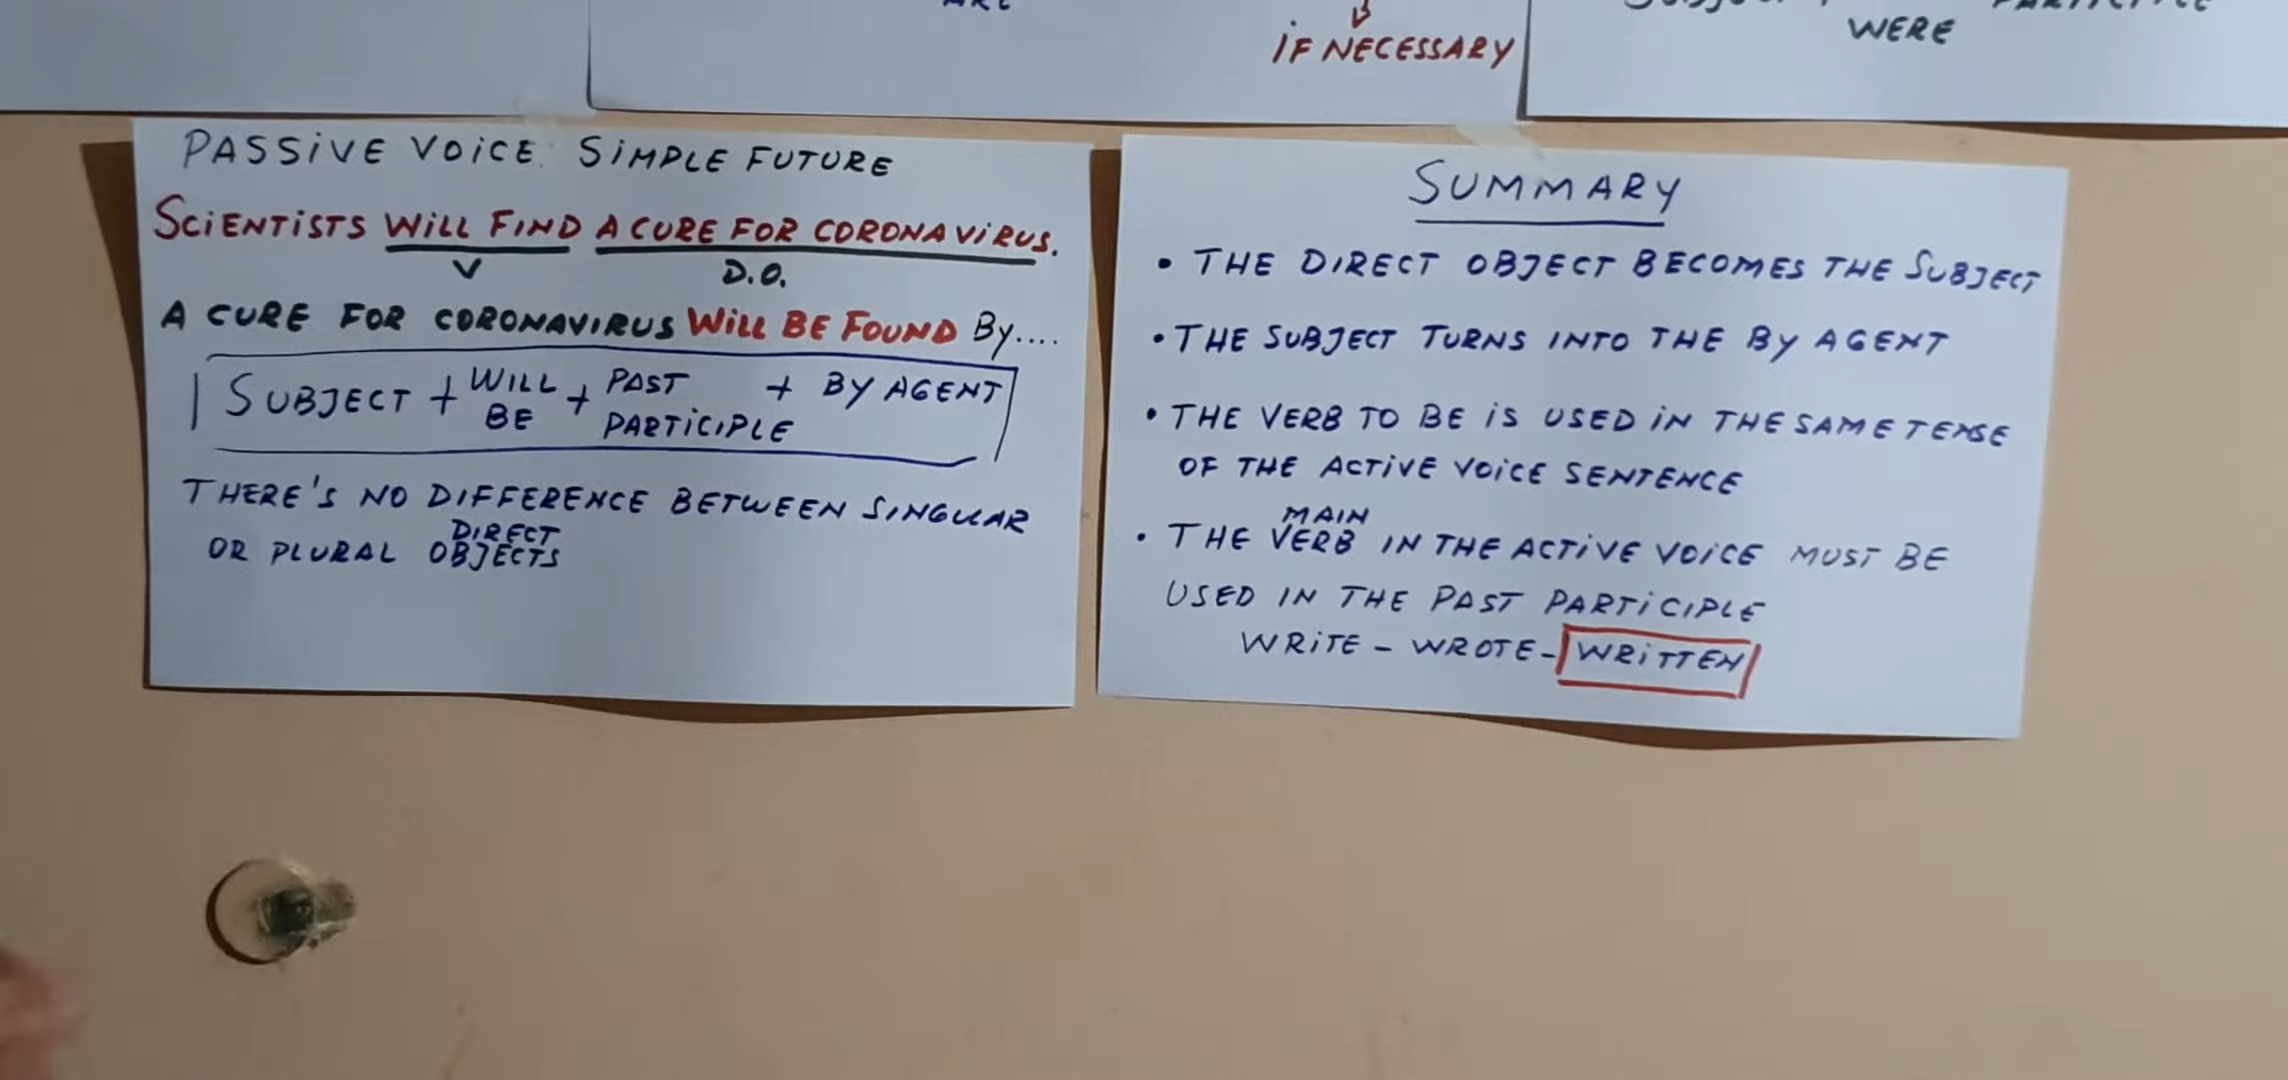 IF NECESSARY
WERE
PASSIVE VOICE: SIMPLE FUTURE
SCIENTISTS WILL FIND A CURE FOR CORONAVIRUS.
V D.O.
A CURE FOR CORONAVIRUS WILL BE FOUND By....
SUBJECT + WILL BE + PAST PARTICIPLE + BY AGENT
THERE'S NO DIFFERENCE BETWEEN SINGULAR
OR PLURAL DIRECT OBJECTS
SUMMARY
• THE DIRECT OBJECT BECOMES THE SUBJECT
• THE SUBJECT TURNS INTO THE BY AGENT
• THE VERB TO BE IS USED IN THE SAME TENSE
OF THE ACTIVE VOICE SENTENCE
• THE MAIN VERB IN THE ACTIVE VOICE MUST BE
USED IN THE PAST PARTICIPLE
WRITE - WROTE - WRITTEN